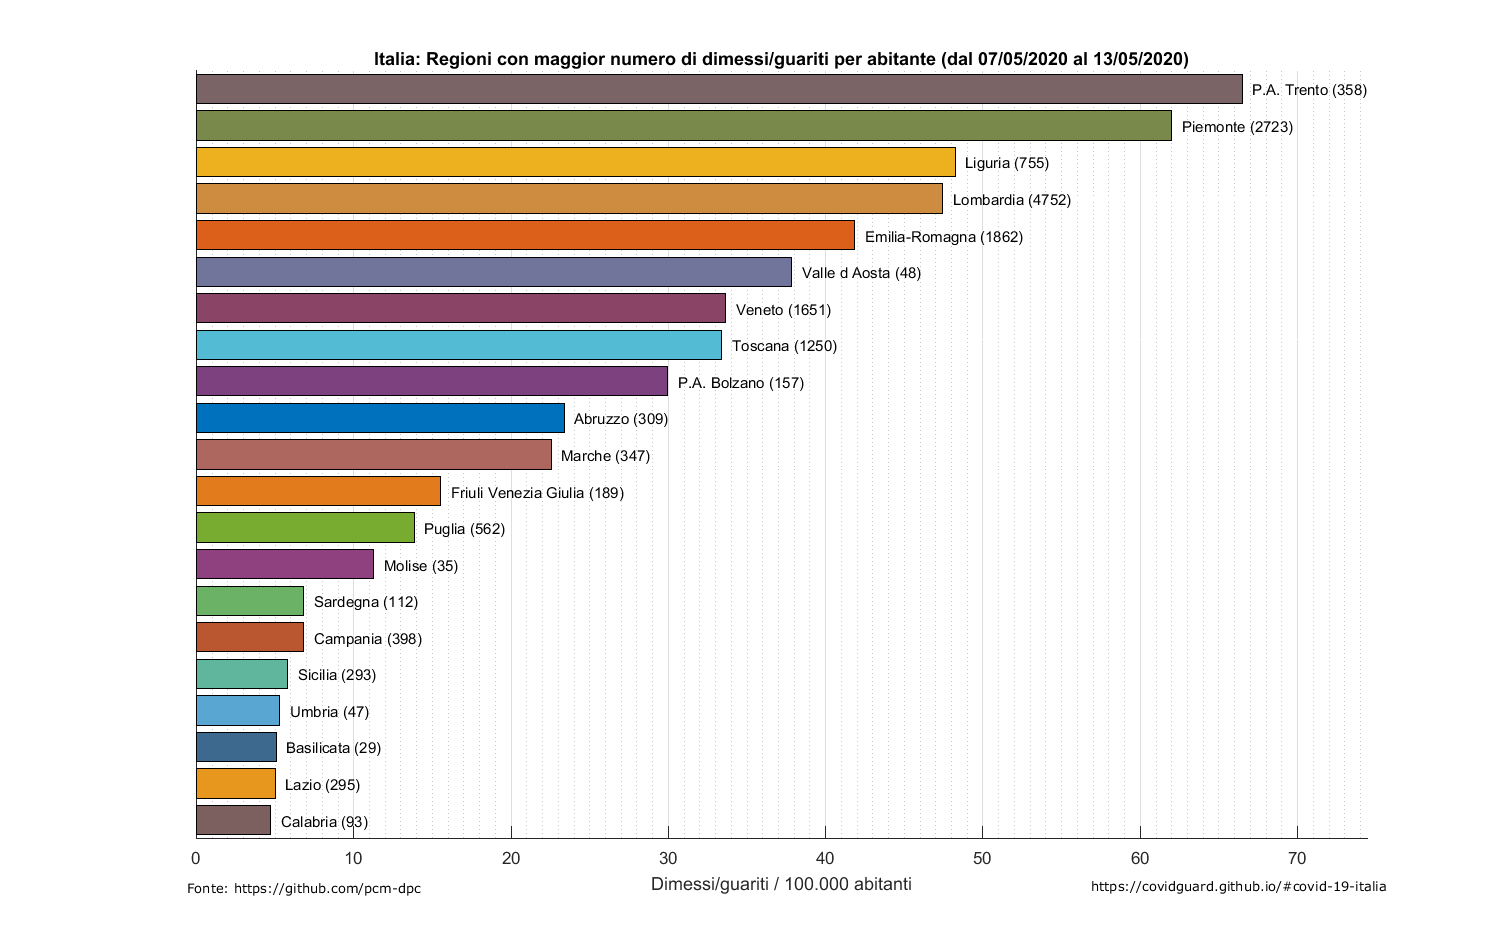 Italia: Regioni con maggior numero di dimessi/guariti per abitante (dal 07/05/2020 al 13/05/2020)
P.A. Trento (358)
Piemonte (2723)
Liguria (755)
Lombardia (4752)
Emilia-Romagna (1862)
Valle d Aosta (48)
Veneto (1651)
Toscana (1250)
P.A. Bolzano (157)
Abruzzo (309)
Marche (347)
Friuli Venezia Giulia (189)
Puglia (562)
Molise (35)
Sardegna (112)
Campania (398)
Sicilia (293)
Umbria (47)
Basilicata (29)
Lazio (295)
Calabria (93)
0 10 20 30 40 50 60 70
Dimessi/guariti / 100.000 abitanti
Fonte: https://github.com/pcm-dpc
https://covidguard.github.io/#covid-19-italia